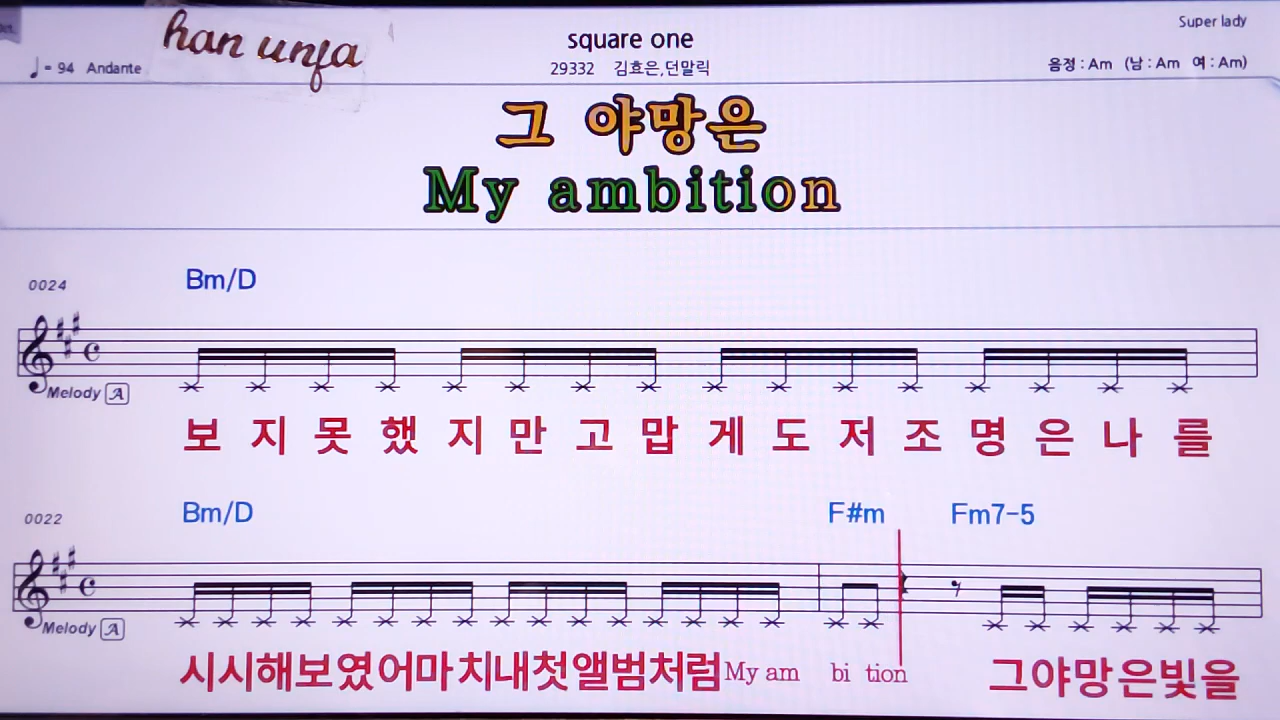 han unfa
square one
Super lady
♩= 94 Andante
29332 김효은,던말릭
음정 : Am (남 : Am 여 : Am)
그 야망은
My ambition
0024
Bm/D
Melody A
보 지 못 했 지 만 고 맙 게 도 저 조 명 은 나 를
0022
Bm/D F#m Fm7-5
Melody A
시시해보였어마치내첫앨범처럼My am bi tion 그야망은빛을